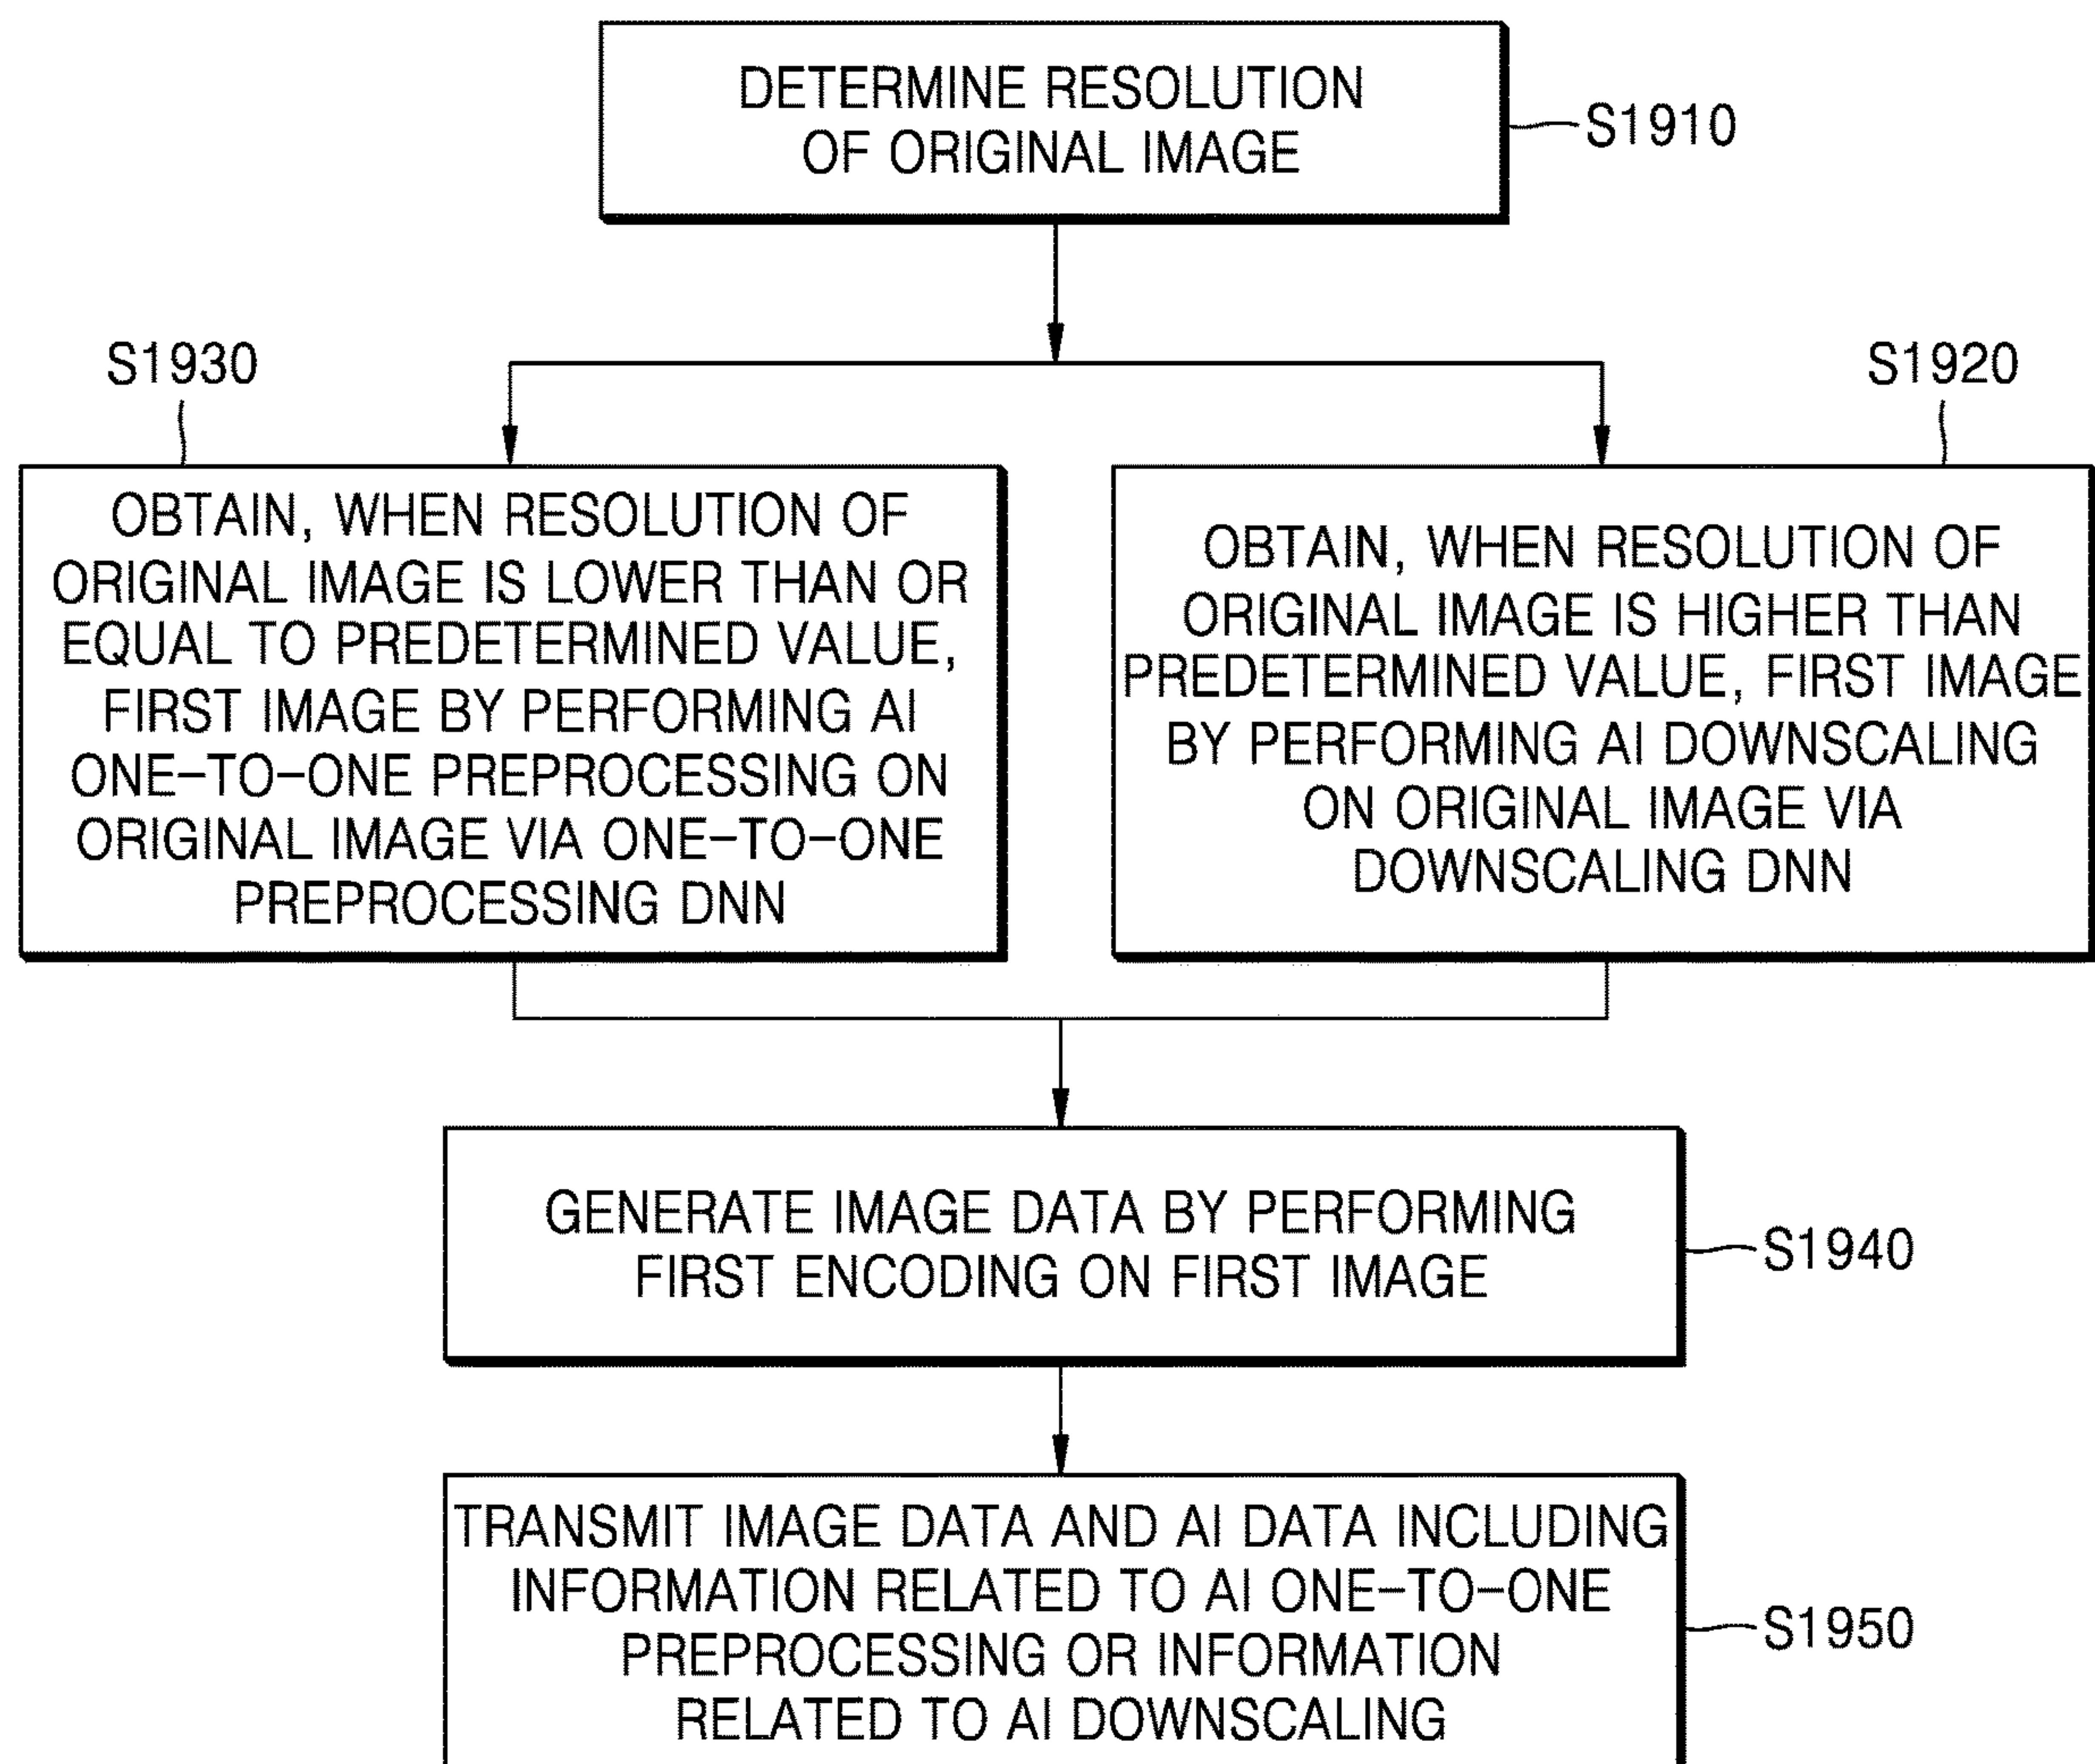 DETERMINE RESOLUTION
OF ORIGINAL IMAGE
S1910
S1930
OBTAIN, WHEN RESOLUTION OF
ORIGINAL IMAGE IS LOWER THAN OR
EQUAL TO PREDETERMINED VALUE,
FIRST IMAGE BY PERFORMING AI
ONE-TO-ONE PREPROCESSING ON
ORIGINAL IMAGE VIA ONE-TO-ONE
PREPROCESSING DNN
S1920
OBTAIN, WHEN RESOLUTION OF
ORIGINAL IMAGE IS HIGHER THAN
PREDETERMINED VALUE, FIRST IMAGE
BY PERFORMING AI DOWNSCALING
ON ORIGINAL IMAGE VIA
DOWNSCALING DNN
GENERATE IMAGE DATA BY PERFORMING
FIRST ENCODING ON FIRST IMAGE
S1940
TRANSMIT IMAGE DATA AND AI DATA INCLUDING
INFORMATION RELATED TO AI ONE-TO-ONE
PREPROCESSING OR INFORMATION
RELATED TO AI DOWNSCALING
S1950